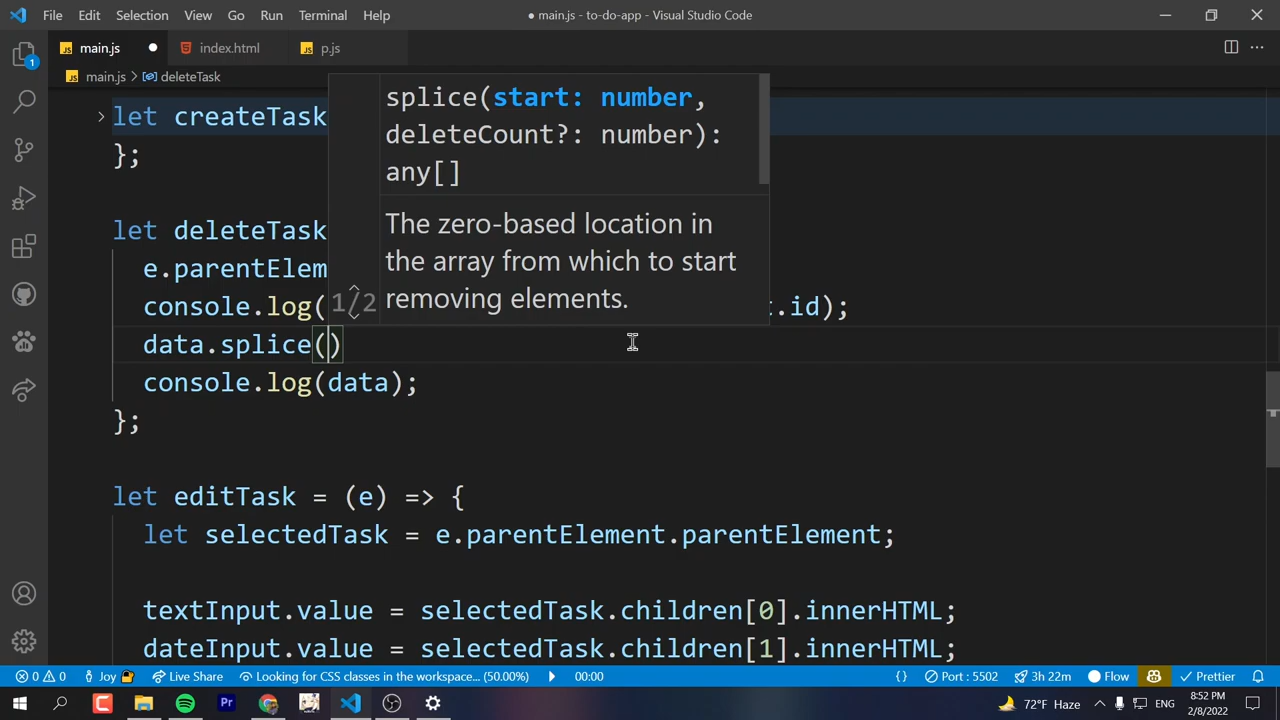 File Edit Selection View Go Run Terminal Help
● main.js - to-do-app - Visual Studio Code
JS main.js ● index.html JS p.js
JS main.js > deleteTask
splice(start: number,
deleteCount?: number):
any[]
The zero-based location in
the array from which to start
removing elements.
1/2
let createTask
};
let deleteTask
e.parentElem
console.log( t.id);
data.splice()
console.log(data);
};
let editTask = (e) => {
let selectedTask = e.parentElement.parentElement;
textInput.value = selectedTask.children[0].innerHTML;
dateInput.value = selectedTask.children[1].innerHTML;
1
0 0 Joy Live Share Looking for CSS classes in the workspace... (50.00%) 00:00 {} Port : 5502 3h 22m Flow Prettier
Pr 72°F Haze ENG 8:52 PM
2/8/2022